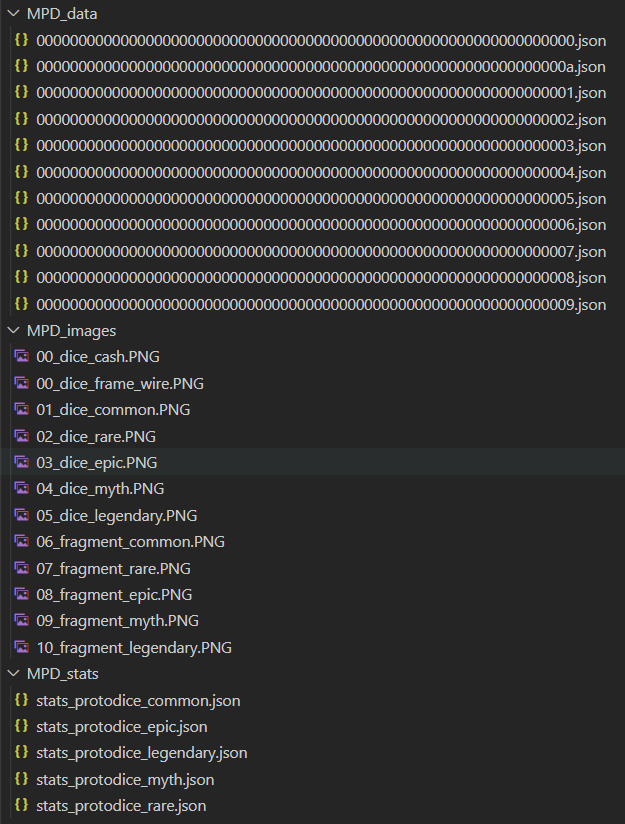 MPD_data
0000000000000000000000000000000000000000000000000000000000000000.json
000000000000000000000000000000000000000000000000000000000000000a.json
0000000000000000000000000000000000000000000000000000000000000001.json
0000000000000000000000000000000000000000000000000000000000000002.json
0000000000000000000000000000000000000000000000000000000000000003.json
0000000000000000000000000000000000000000000000000000000000000004.json
0000000000000000000000000000000000000000000000000000000000000005.json
0000000000000000000000000000000000000000000000000000000000000006.json
0000000000000000000000000000000000000000000000000000000000000007.json
0000000000000000000000000000000000000000000000000000000000000008.json
0000000000000000000000000000000000000000000000000000000000000009.json
MPD_images
00_dice_cash.PNG
00_dice_frame_wire.PNG
01_dice_common.PNG
02_dice_rare.PNG
03_dice_epic.PNG
04_dice_myth.PNG
05_dice_legendary.PNG
06_fragment_common.PNG
07_fragment_rare.PNG
08_fragment_epic.PNG
09_fragment_myth.PNG
10_fragment_legendary.PNG
MPD_stats
stats_protodice_common.json
stats_protodice_epic.json
stats_protodice_legendary.json
stats_protodice_myth.json
stats_protodice_rare.json